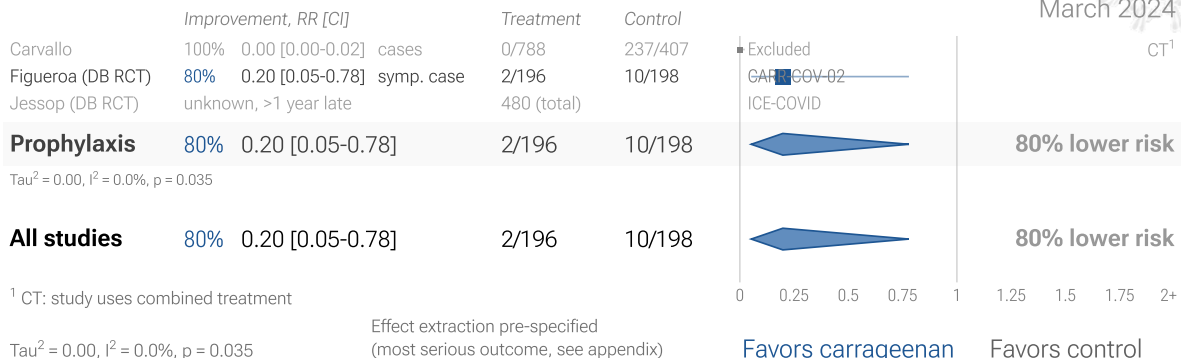 March 2024
Improvement, RR [CI] Treatment Control
Carvallo 100% 0.00 [0.00-0.02] cases 0/788 237/407 Excluded CT¹
Figueroa (DB RCT) 80% 0.20 [0.05-0.78] symp. case 2/196 10/198 CARR-COV-02
Jessop (DB RCT) unknown, >1 year late 480 (total) ICE-COVID
Prophylaxis 80% 0.20 [0.05-0.78] 2/196 10/198 80% lower risk
Tau² = 0.00, I² = 0.0%, p = 0.035
All studies 80% 0.20 [0.05-0.78] 2/196 10/198 80% lower risk
0 0.25 0.5 0.75 1 1.25 1.5 1.75 2+
¹ CT: study uses combined treatment
Effect extraction pre-specified
Tau² = 0.00, I² = 0.0%, p = 0.035 (most serious outcome, see appendix) Favors carrageenan Favors control